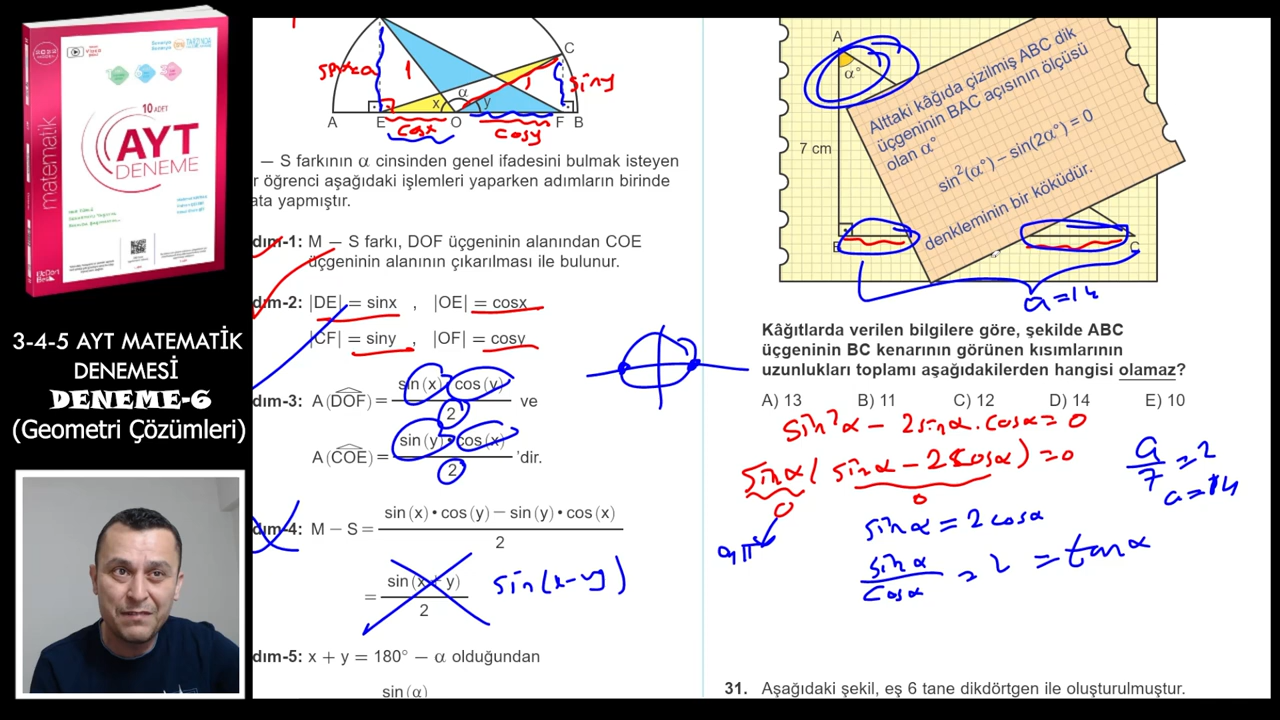 2022
matematik
10 ADET
AYT
DENEME
3-4-5 AYT MATEMATİK
DENEMESİ
DENEME-6
(Geometri Çözümleri)
C
sinx
1
α
1
siny
x
y
A
E
O
F
B
cosx
cosy
— S farkının α cinsinden genel ifadesini bulmak isteyen
r öğrenci aşağıdaki işlemleri yaparken adımların birinde
ata yapmıştır.
dım-1: M — S farkı, DOF üçgeninin alanından COE
üçgeninin alanının çıkarılması ile bulunur.
dım-2: |DE| = sinx , |OE| = cosx
|CF| = siny , |OF| = cosy
dım-3: A(DOF) = sin(x)•cos(y) / 2 ve
A(COE) = sin(y)•cos(x) / 2 'dir.
dım-4: M − S = sin(x)•cos(y) − sin(y)•cos(x) / 2
= sin(x+y) / 2
sin(x-y)
dım-5: x + y = 180° − α olduğundan
sin(α)
A
α°
7 cm
B
C
Alttaki kâğıda çizilmiş ABC dik
üçgeninin BAC açısının ölçüsü
olan α°
sin²(α°) − sin(2α°) = 0
denkleminin bir köküdür.
a=14
Kâğıtlarda verilen bilgilere göre, şekilde ABC
üçgeninin BC kenarının görünen kısımlarının
uzunlukları toplamı aşağıdakilerden hangisi olamaz?
A) 13 B) 11 C) 12 D) 14 E) 10
sin²α − 2sinα.cosα = 0
sinα(sinα − 2cosα) = 0
0
0
a/7 = 2
a=14
sinα = 2cosα
sinα/cosα = 2 = tanα
31. Aşağıdaki şekil, eş 6 tane dikdörtgen ile oluşturulmuştur.